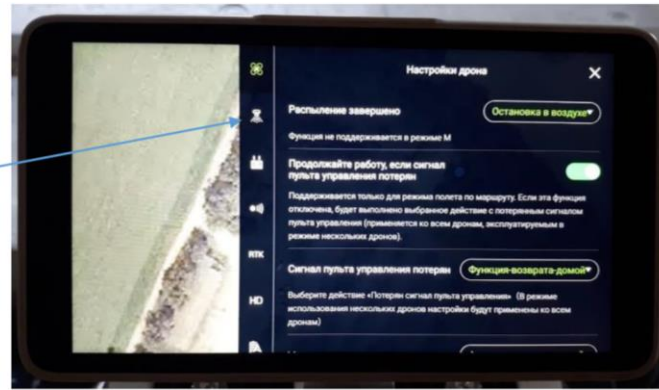 Настройки дрона
Распыление завершено
Остановка в воздухе
Функция не поддерживается в режиме M
Продолжайте работу, если сигнал
пульта управления потерян
Поддерживается только для режима полета по маршруту. Если эта функция
отключена, будет выполнено выбранное действие с потерянным сигналом
пульта управления (применяется ко всем дронам, эксплуатируемым в
режиме нескольких дронов).
RTK
Сигнал пульта управления потерян
Функция-возврата-домой
HD
Выберите действие «Потерян сигнал пульта управления» (В режиме
использования нескольких дронов настройки будут применены ко всем
дронам)